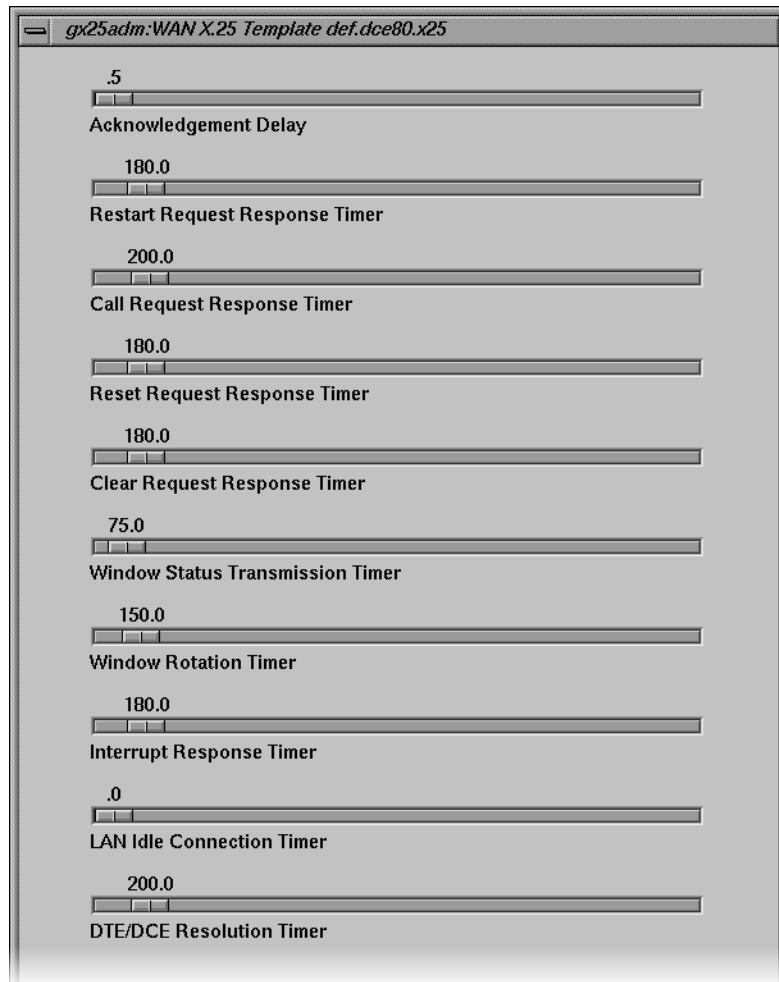 gx25adm:WAN X.25 Template def.dce80.x25
.5
Acknowledgement Delay
180.0
Restart Request Response Timer
200.0
Call Request Response Timer
180.0
Reset Request Response Timer
180.0
Clear Request Response Timer
75.0
Window Status Transmission Timer
150.0
Window Rotation Timer
180.0
Interrupt Response Timer
.0
LAN Idle Connection Timer
200.0
DTE/DCE Resolution Timer